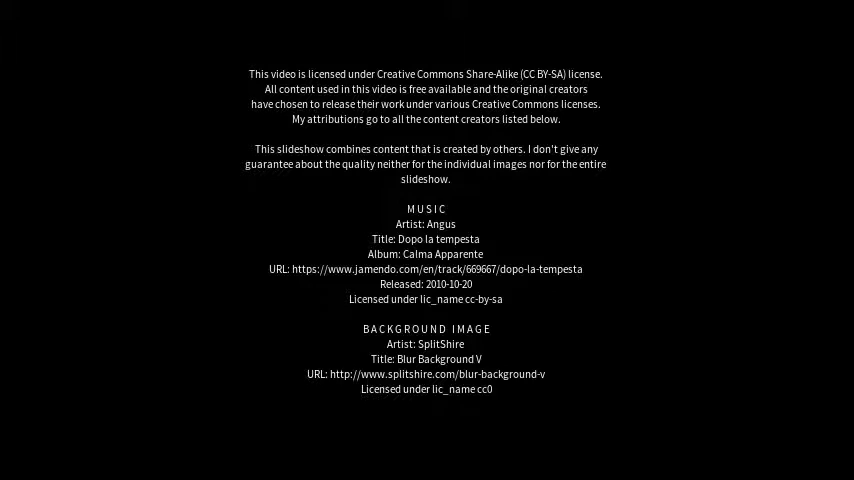 This video is licensed under Creative Commons Share-Alike (CC BY-SA) license.
All content used in this video is free available and the original creators
have chosen to release their work under various Creative Commons licenses.
My attributions go to all the content creators listed below.
This slideshow combines content that is created by others. I don't give any
guarantee about the quality neither for the individual images nor for the entire
slideshow.
MUSIC
Artist: Angus
Title: Dopo la tempesta
Album: Calma Apparente
URL: https://www.jamendo.com/en/track/669667/dopo-la-tempesta
Released: 2010-10-20
Licensed under lic_name cc-by-sa
BACKGROUND IMAGE
Artist: SplitShire
Title: Blur Background V
URL: http://www.splitshire.com/blur-background-v
Licensed under lic_name cc0